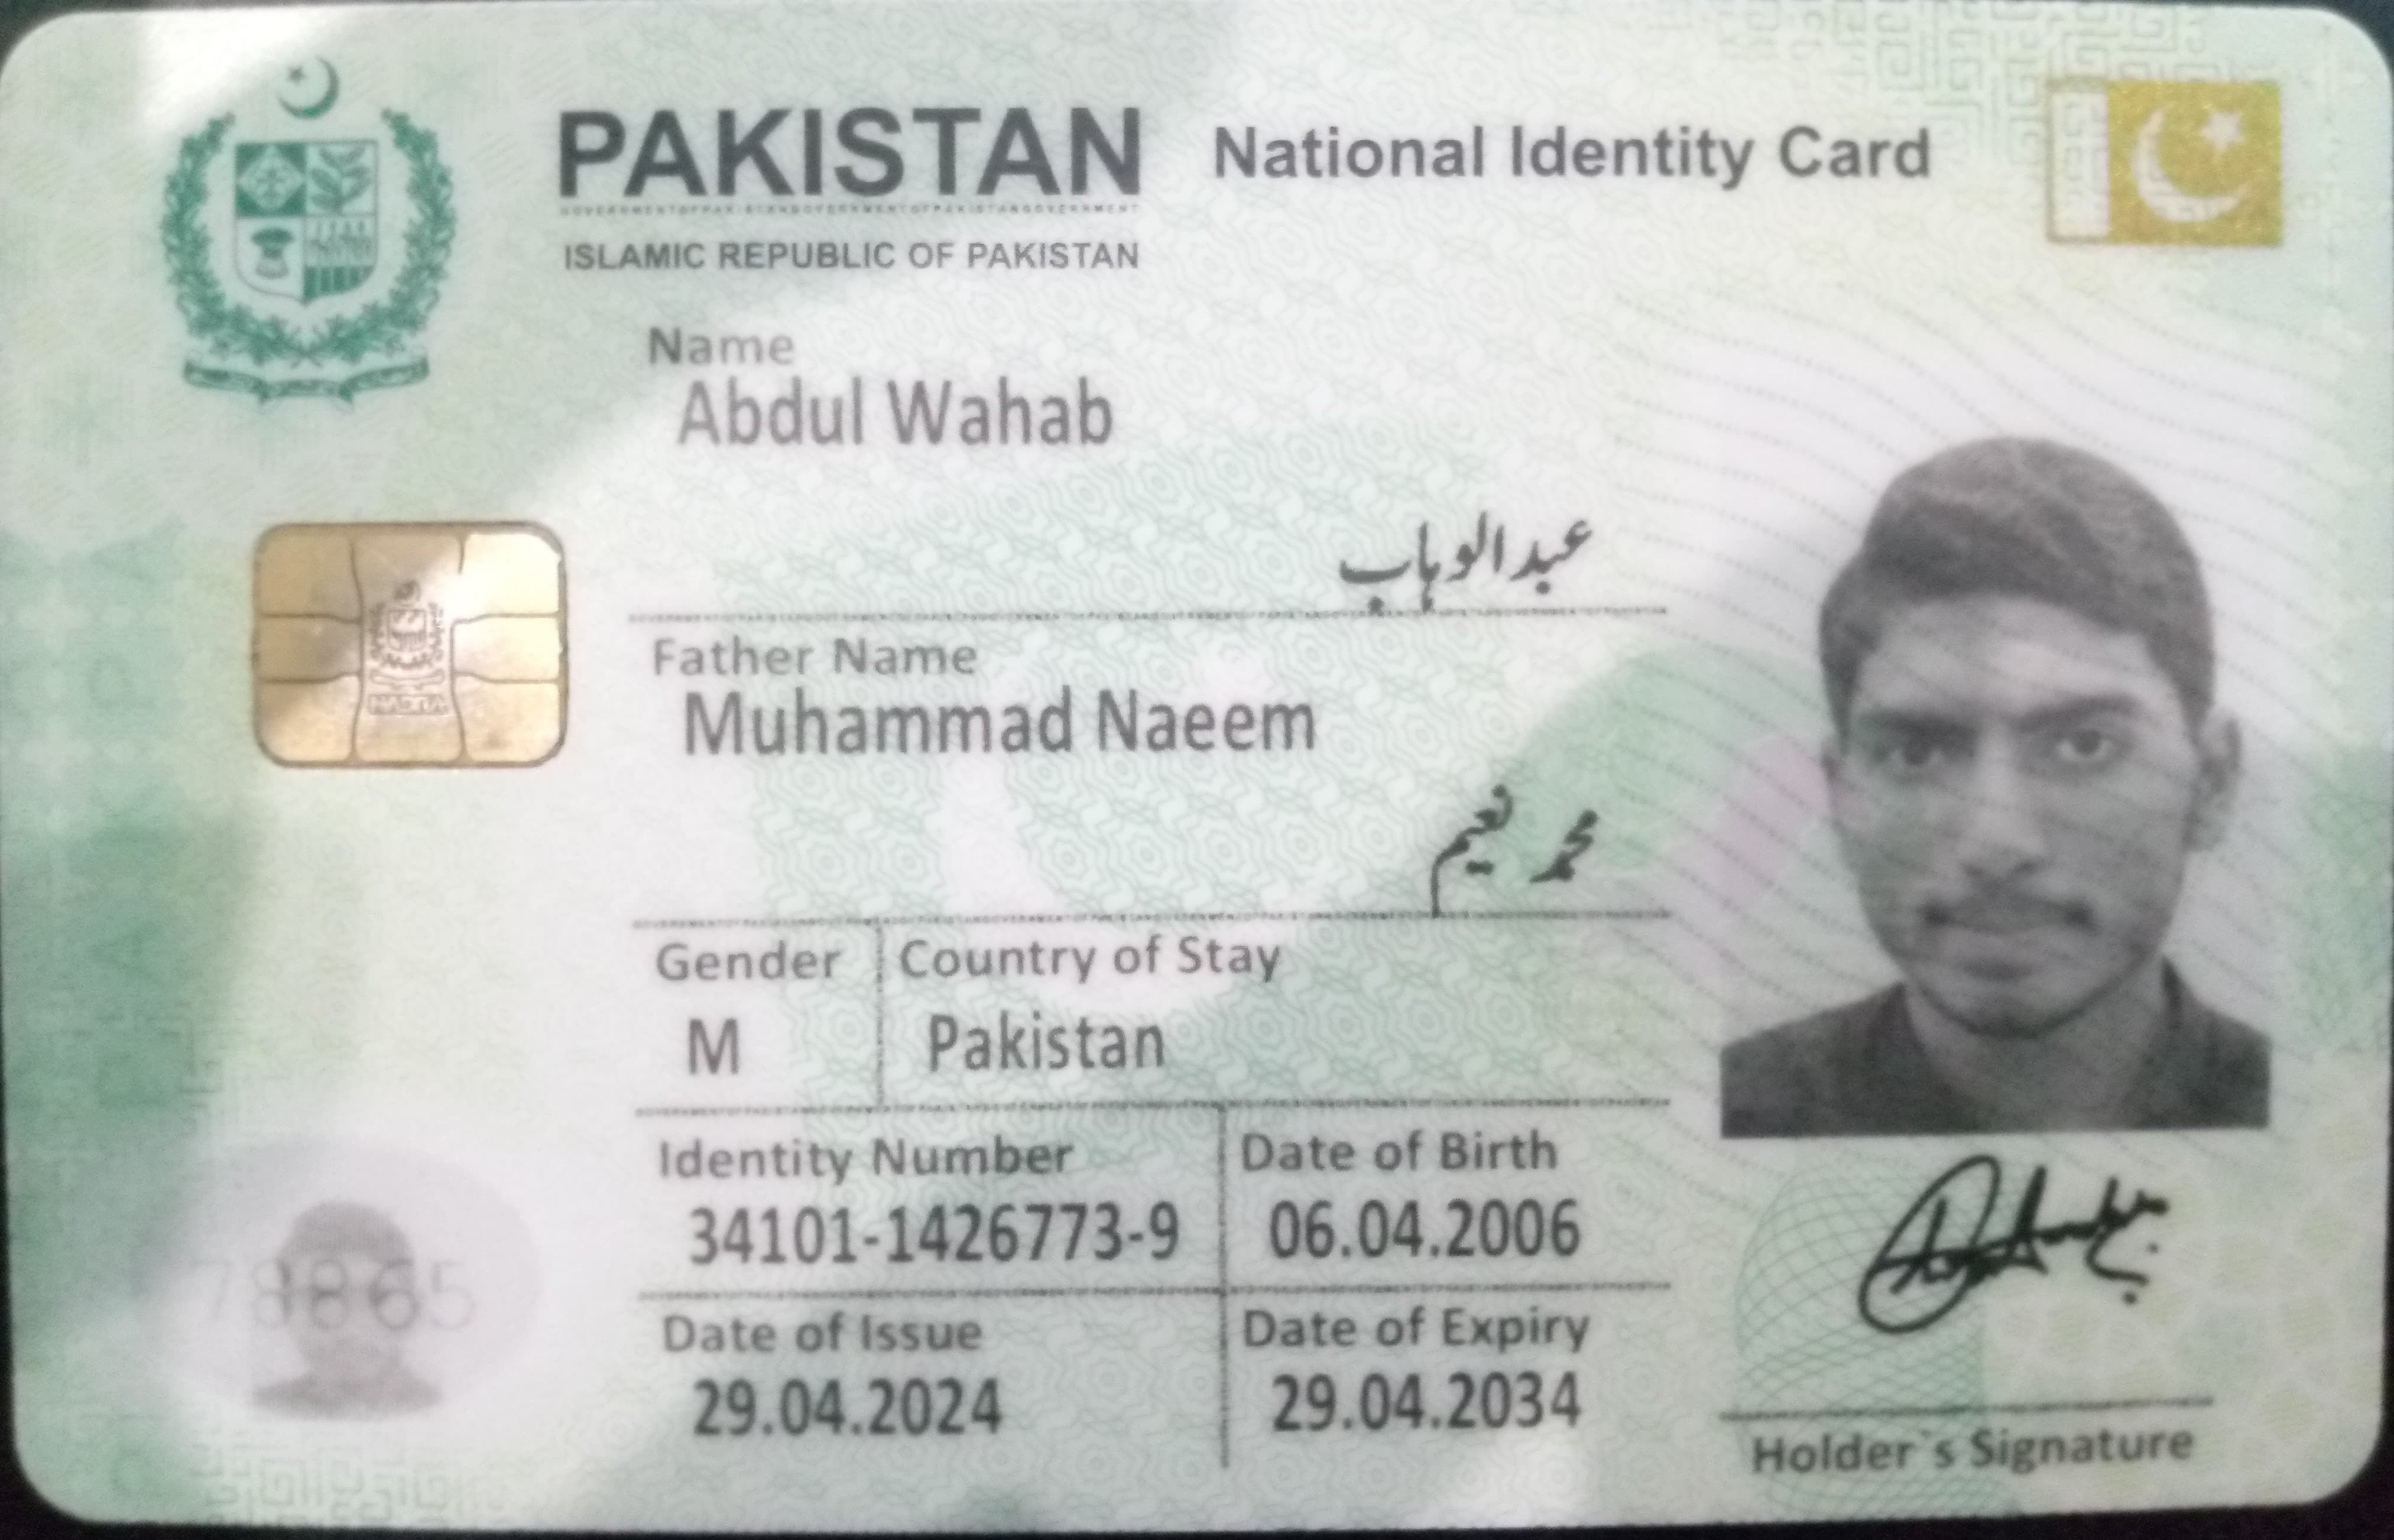 PAKISTAN National Identity Card
ISLAMIC REPUBLIC OF PAKISTAN
Name
Abdul Wahab
عبدالوہاب
Father Name
Muhammad Naeem
محمد نعیم
Gender Country of Stay
M Pakistan
Identity Number Date of Birth
34101-1426773-9 06.04.2006
Date of Issue Date of Expiry
29.04.2024 29.04.2034
Holder`s Signature